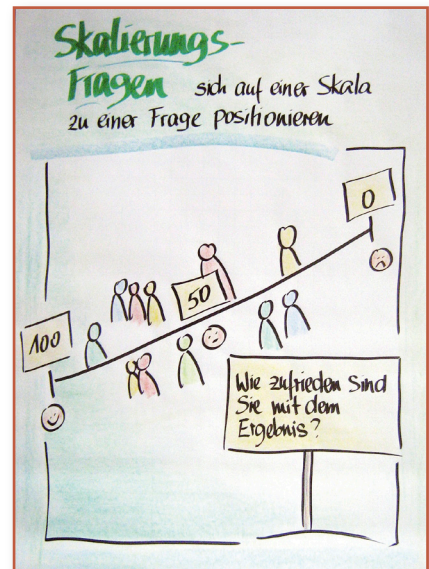 Skalierungs-
Fragen sich auf einer Skala
zu einer Frage positionieren
0
50
100
Wie zufrieden sind
Sie mit dem
Ergebnis?